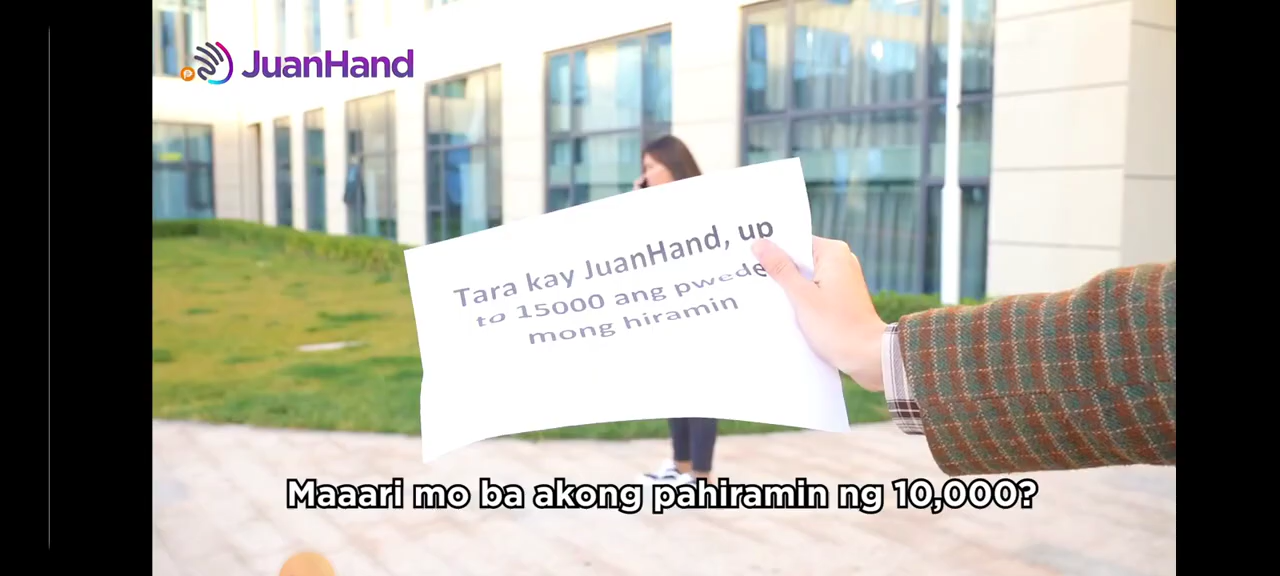 JuanHand
Tara kay JuanHand, up
to 15000 ang pwede
mong hiramin
Maaari mo ba akong pahiramin ng 10,000?